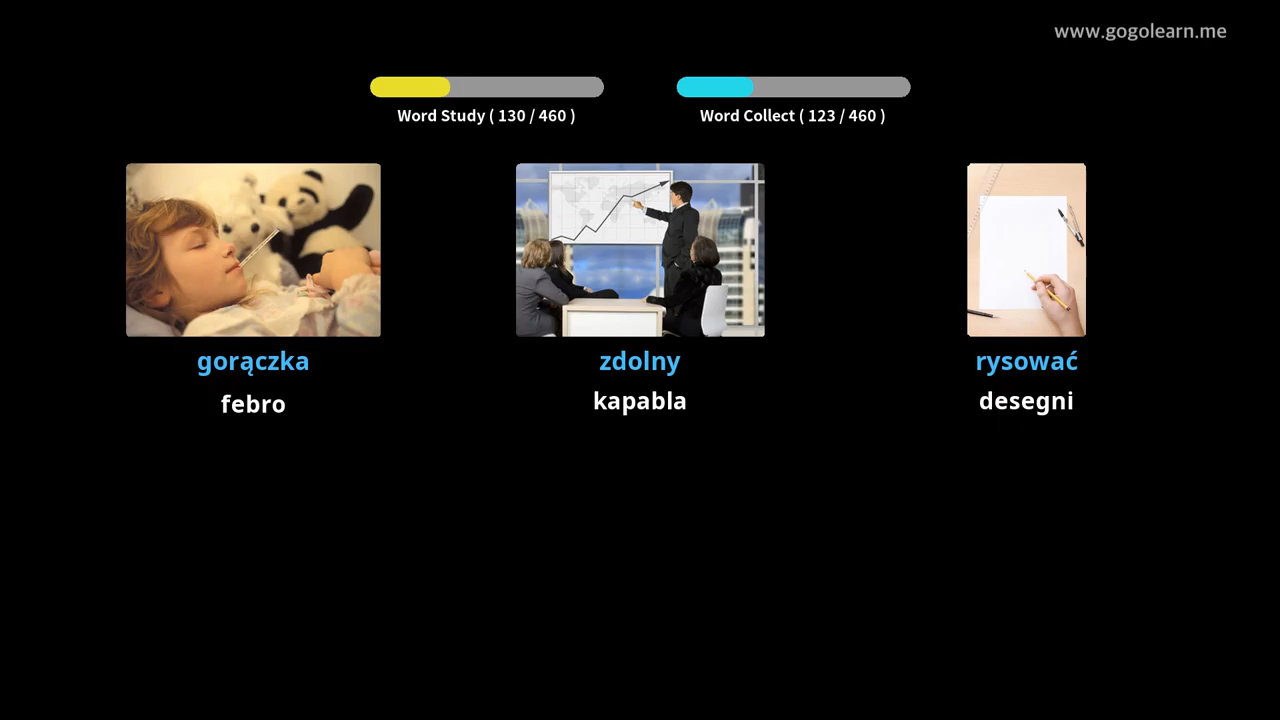 www.gogolearn.me
Word Study ( 130 / 460 )
Word Collect ( 123 / 460 )
gorączka
zdolny
rysować
febro
kapabla
desegni